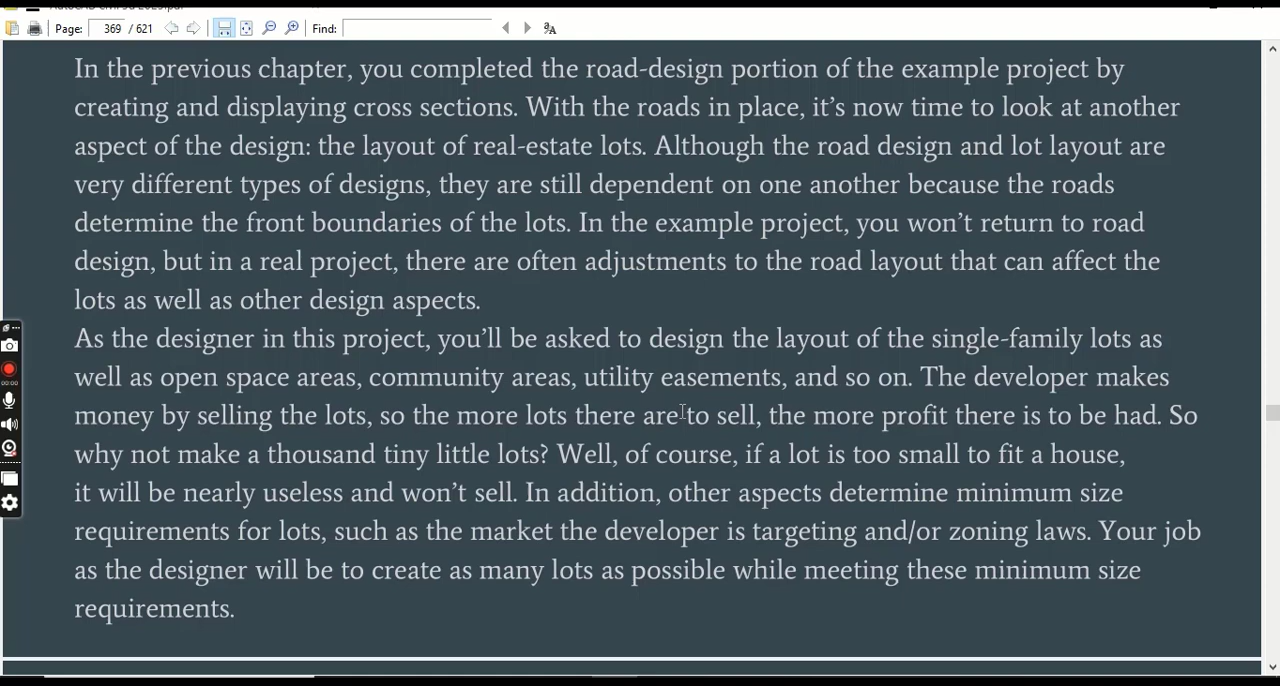 Page: 369 / 621 Find:
In the previous chapter, you completed the road-design portion of the example project by
creating and displaying cross sections. With the roads in place, it's now time to look at another
aspect of the design: the layout of real-estate lots. Although the road design and lot layout are
very different types of designs, they are still dependent on one another because the roads
determine the front boundaries of the lots. In the example project, you won't return to road
design, but in a real project, there are often adjustments to the road layout that can affect the
lots as well as other design aspects.
As the designer in this project, you'll be asked to design the layout of the single-family lots as
well as open space areas, community areas, utility easements, and so on. The developer makes
money by selling the lots, so the more lots there are to sell, the more profit there is to be had. So
why not make a thousand tiny little lots? Well, of course, if a lot is too small to fit a house,
it will be nearly useless and won't sell. In addition, other aspects determine minimum size
requirements for lots, such as the market the developer is targeting and/or zoning laws. Your job
as the designer will be to create as many lots as possible while meeting these minimum size
requirements.